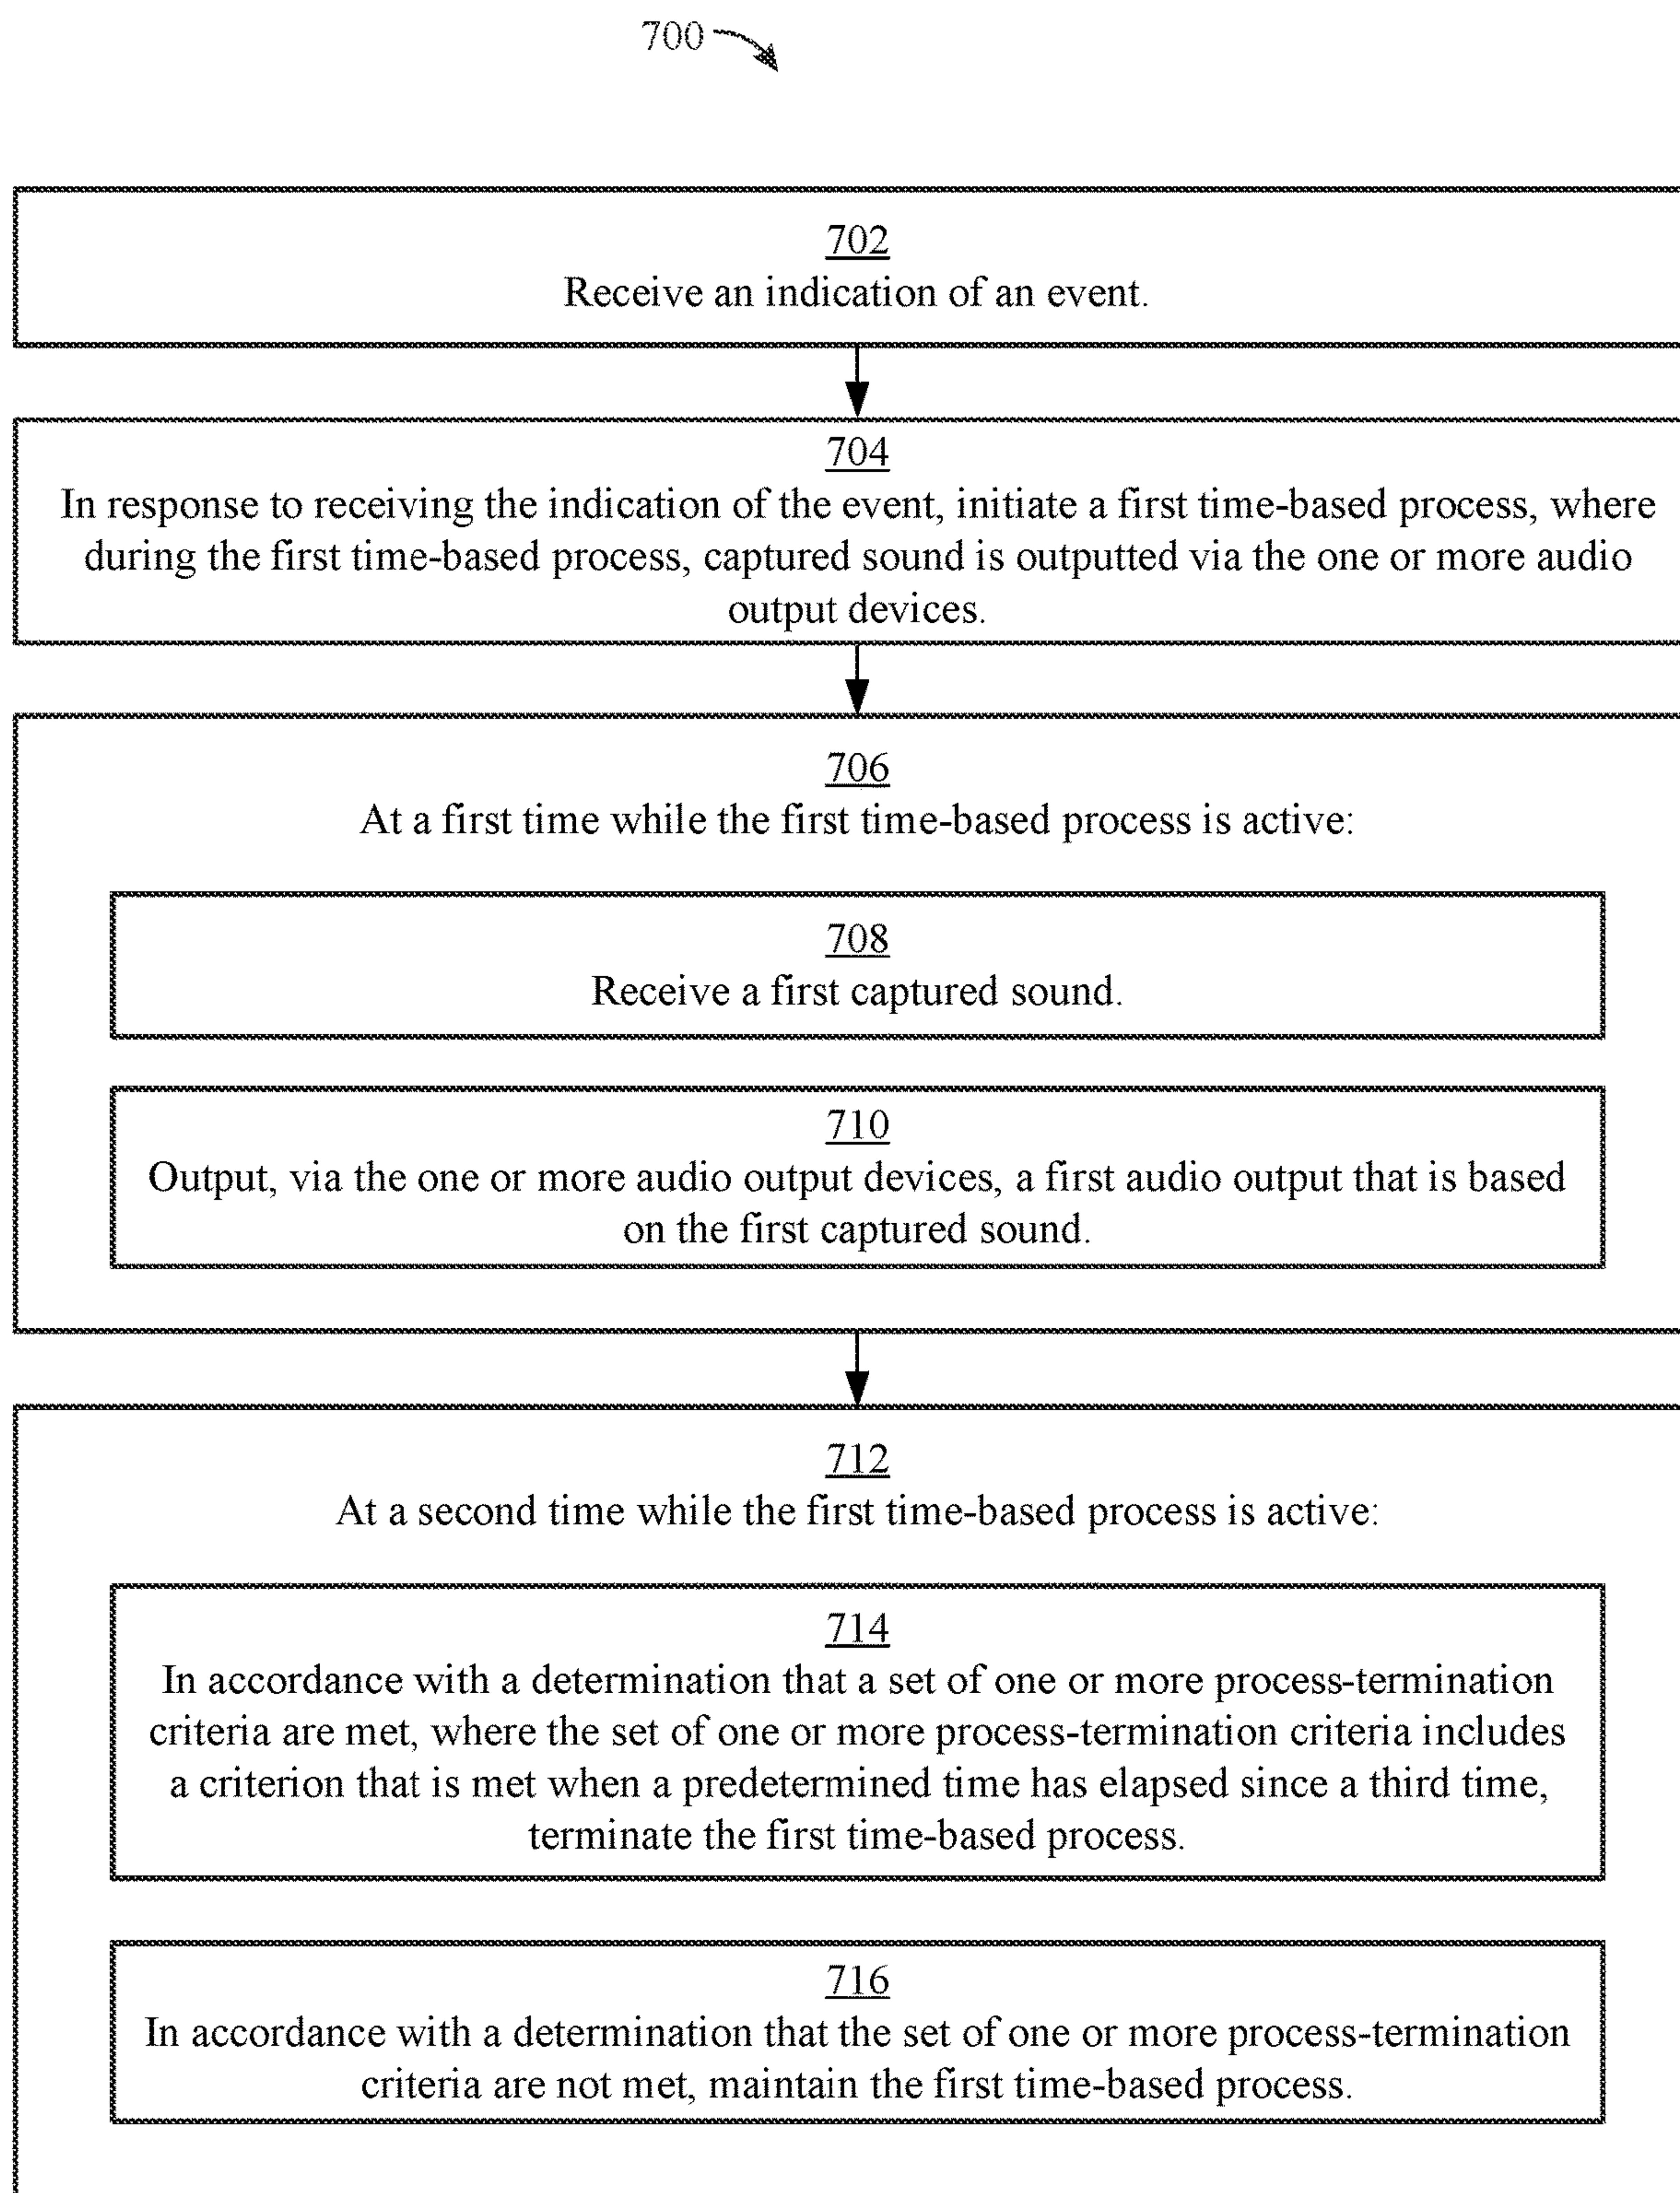 700
702
Receive an indication of an event.
704
In response to receiving the indication of the event, initiate a first time-based process, where
during the first time-based process, captured sound is outputted via the one or more audio
output devices.
706
At a first time while the first time-based process is active:
708
Receive a first captured sound.
710
Output, via the one or more audio output devices, a first audio output that is based
on the first captured sound.
712
At a second time while the first time-based process is active:
714
In accordance with a determination that a set of one or more process-termination
criteria are met, where the set of one or more process-termination criteria includes
a criterion that is met when a predetermined time has elapsed since a third time,
terminate the first time-based process.
716
In accordance with a determination that the set of one or more process-termination
criteria are not met, maintain the first time-based process.